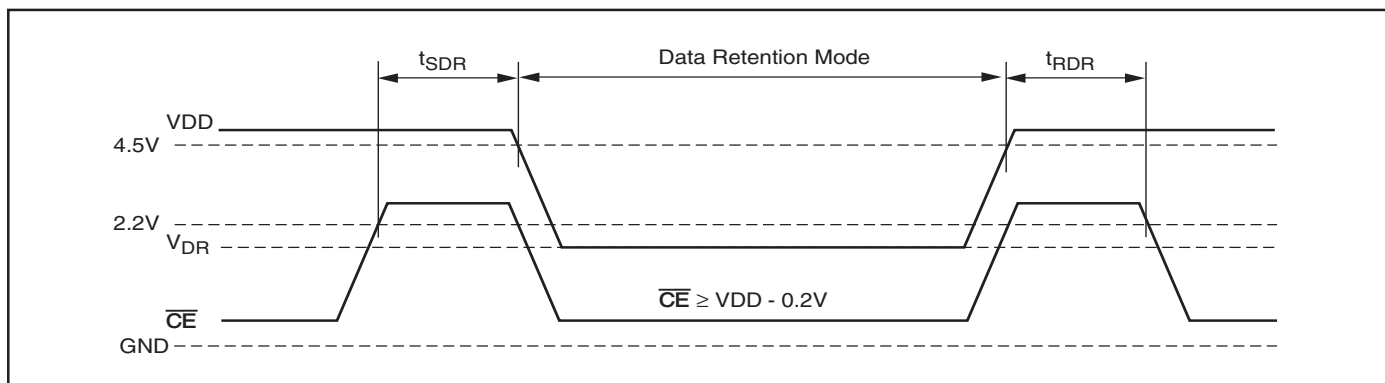 tSDR
Data Retention Mode
tRDR
VDD
4.5V
2.2V
VDR
CE ≥ VDD - 0.2V
CE
GND